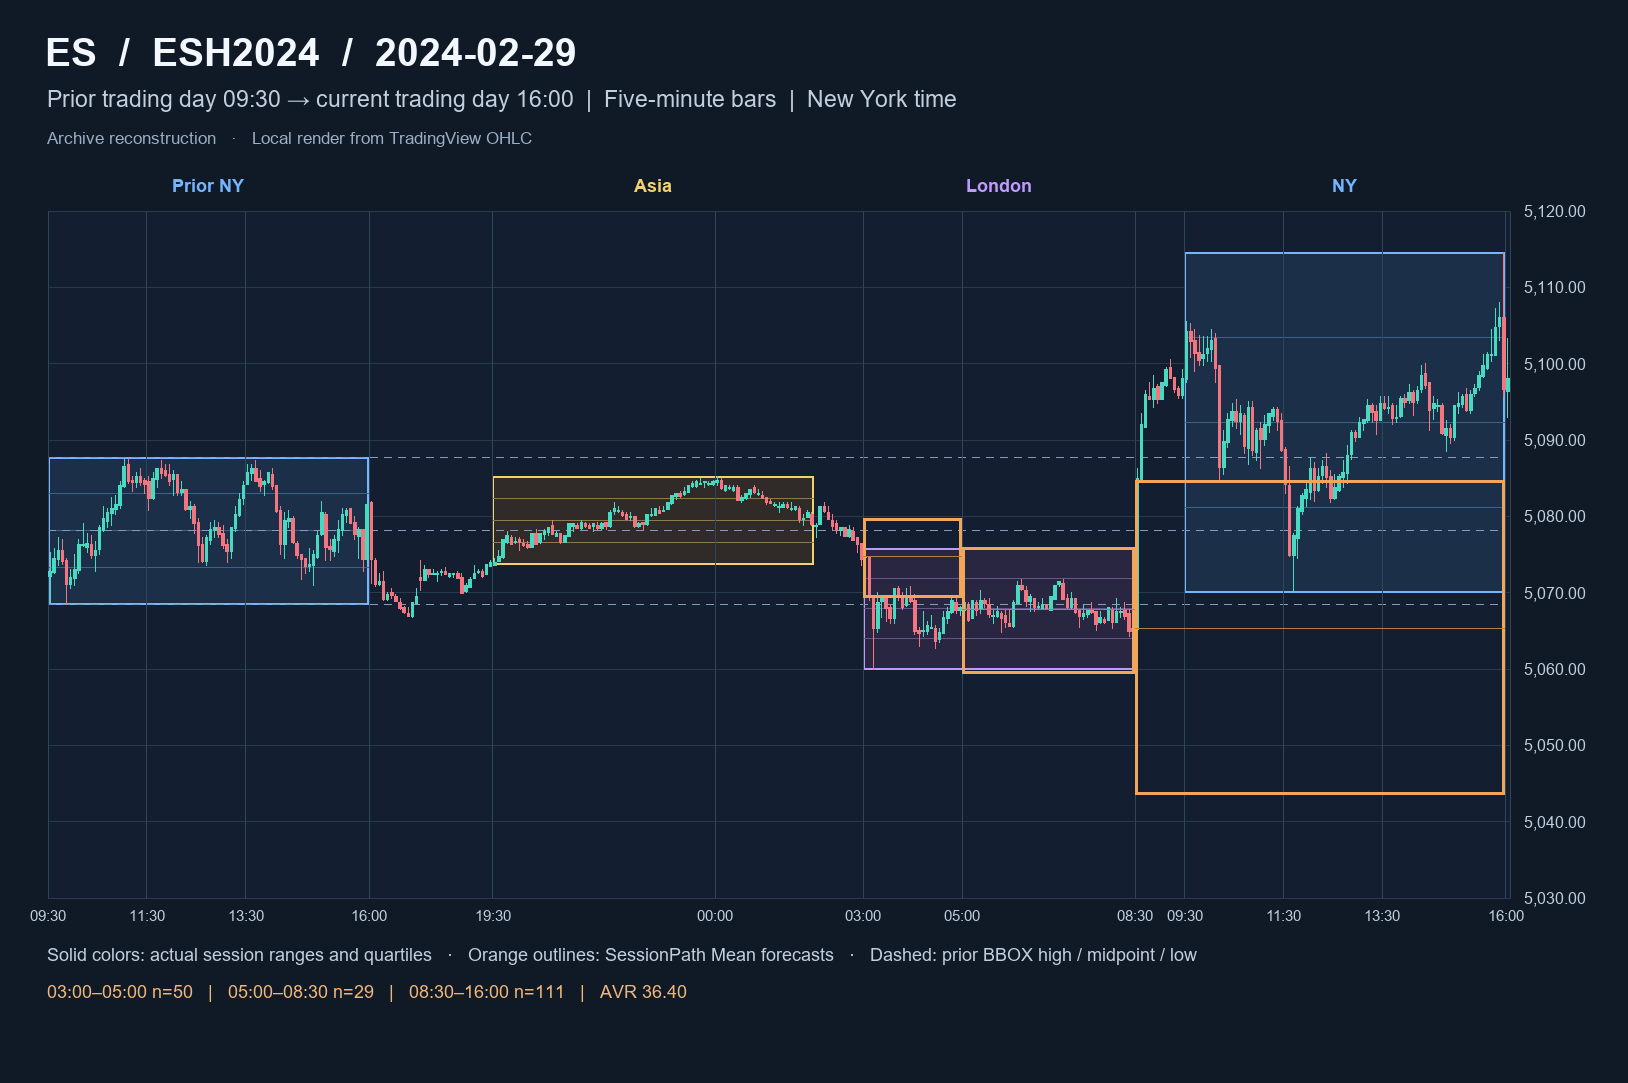 ES / ESH2024 / 2024-02-29
Prior trading day 09:30 → current trading day 16:00 | Five-minute bars | New York time
Archive reconstruction · Local render from TradingView OHLC
Prior NY Asia London NY
5,120.00
5,110.00
5,100.00
5,090.00
5,080.00
5,070.00
5,060.00
5,050.00
5,040.00
5,030.00
09:30 11:30 13:30 16:00 19:30 00:00 03:00 05:00 08:30 09:30 11:30 13:30 16:00
Solid colors: actual session ranges and quartiles · Orange outlines: SessionPath Mean forecasts · Dashed: prior BBOX high / midpoint / low
03:00–05:00 n=50 | 05:00–08:30 n=29 | 08:30–16:00 n=111 | AVR 36.40